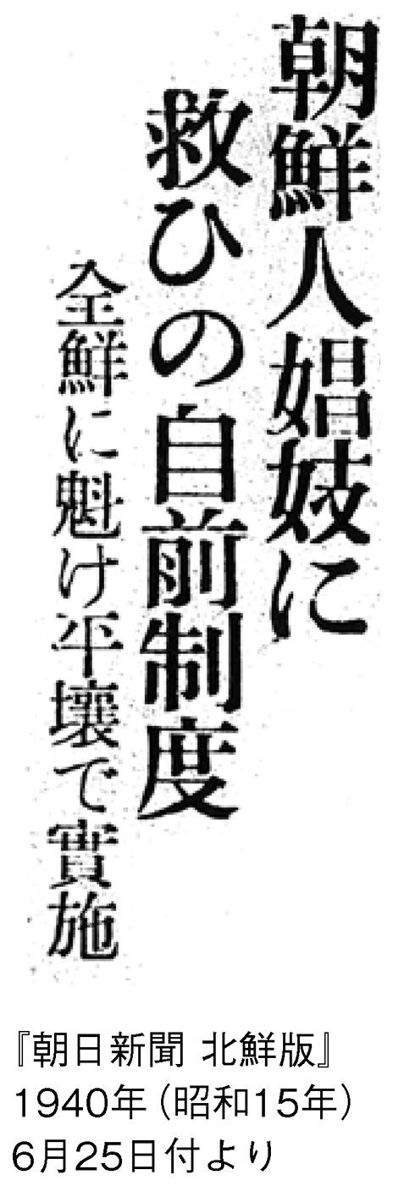 朝鮮人娼妓に
救ひの自前制度
全鮮に魁け平壤で實施
『朝日新聞 北鮮版』
1940年（昭和15年）
6月25日付より